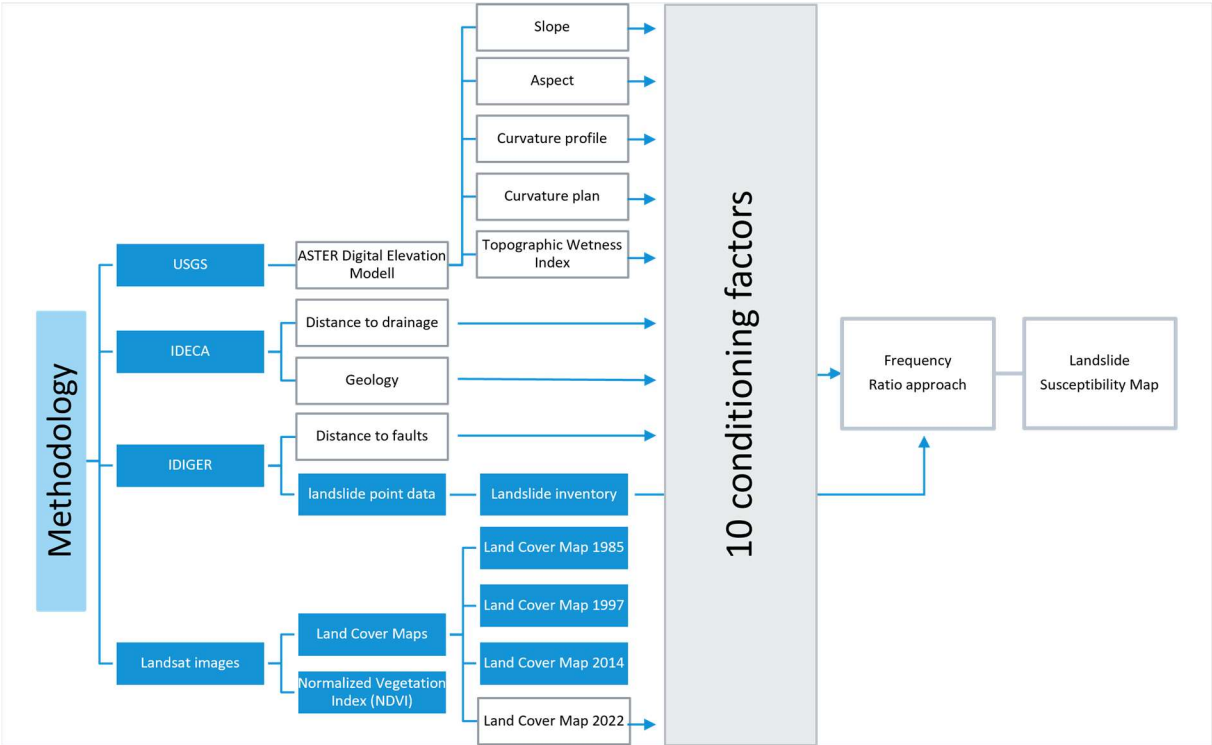 Methodology
USGS
IDECA
IDIGER
Landsat images
ASTER Digital Elevation
Modell
Distance to drainage
Geology
Distance to faults
landslide point data
Land Cover Maps
Normalized Vegetation
Index (NDVI)
Slope
Aspect
Curvature profile
Curvature plan
Topographic Wetness
Index
Landslide inventory
Land Cover Map 1985
Land Cover Map 1997
Land Cover Map 2014
Land Cover Map 2022
10 conditioning factors
Frequency
Ratio approach
Landslide
Susceptibility Map